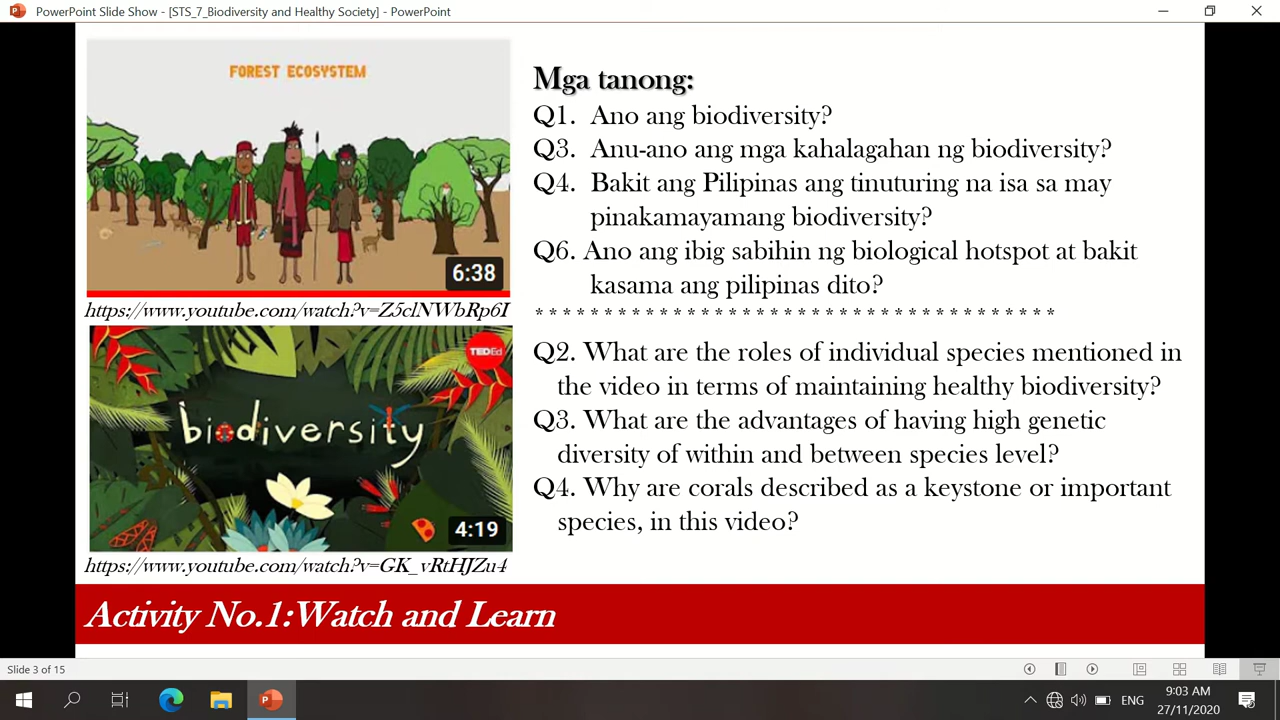 PowerPoint Slide Show - [STS_7_Biodiversity and Healthy Society] - PowerPoint
FOREST ECOSYSTEM
6:38
https://www.youtube.com/watch?v=Z5clNWbRp6I
TEDEd
biodiversity
4:19
https://www.youtube.com/watch?v=GK_vRtHJZu4
Mga tanong:
Q1. Ano ang biodiversity?
Q3. Anu-ano ang mga kahalagahan ng biodiversity?
Q4. Bakit ang Pilipinas ang tinuturing na isa sa may
pinakamayamang biodiversity?
Q6. Ano ang ibig sabihin ng biological hotspot at bakit
kasama ang pilipinas dito?
* * * * * * * * * * * * * * * * * * * * * * * * * * * * * * * * * * * * * *
Q2. What are the roles of individual species mentioned in
the video in terms of maintaining healthy biodiversity?
Q3. What are the advantages of having high genetic
diversity of within and between species level?
Q4. Why are corals described as a keystone or important
species, in this video?
Activity No.1:Watch and Learn
Slide 3 of 15
ENG
9:03 AM
27/11/2020